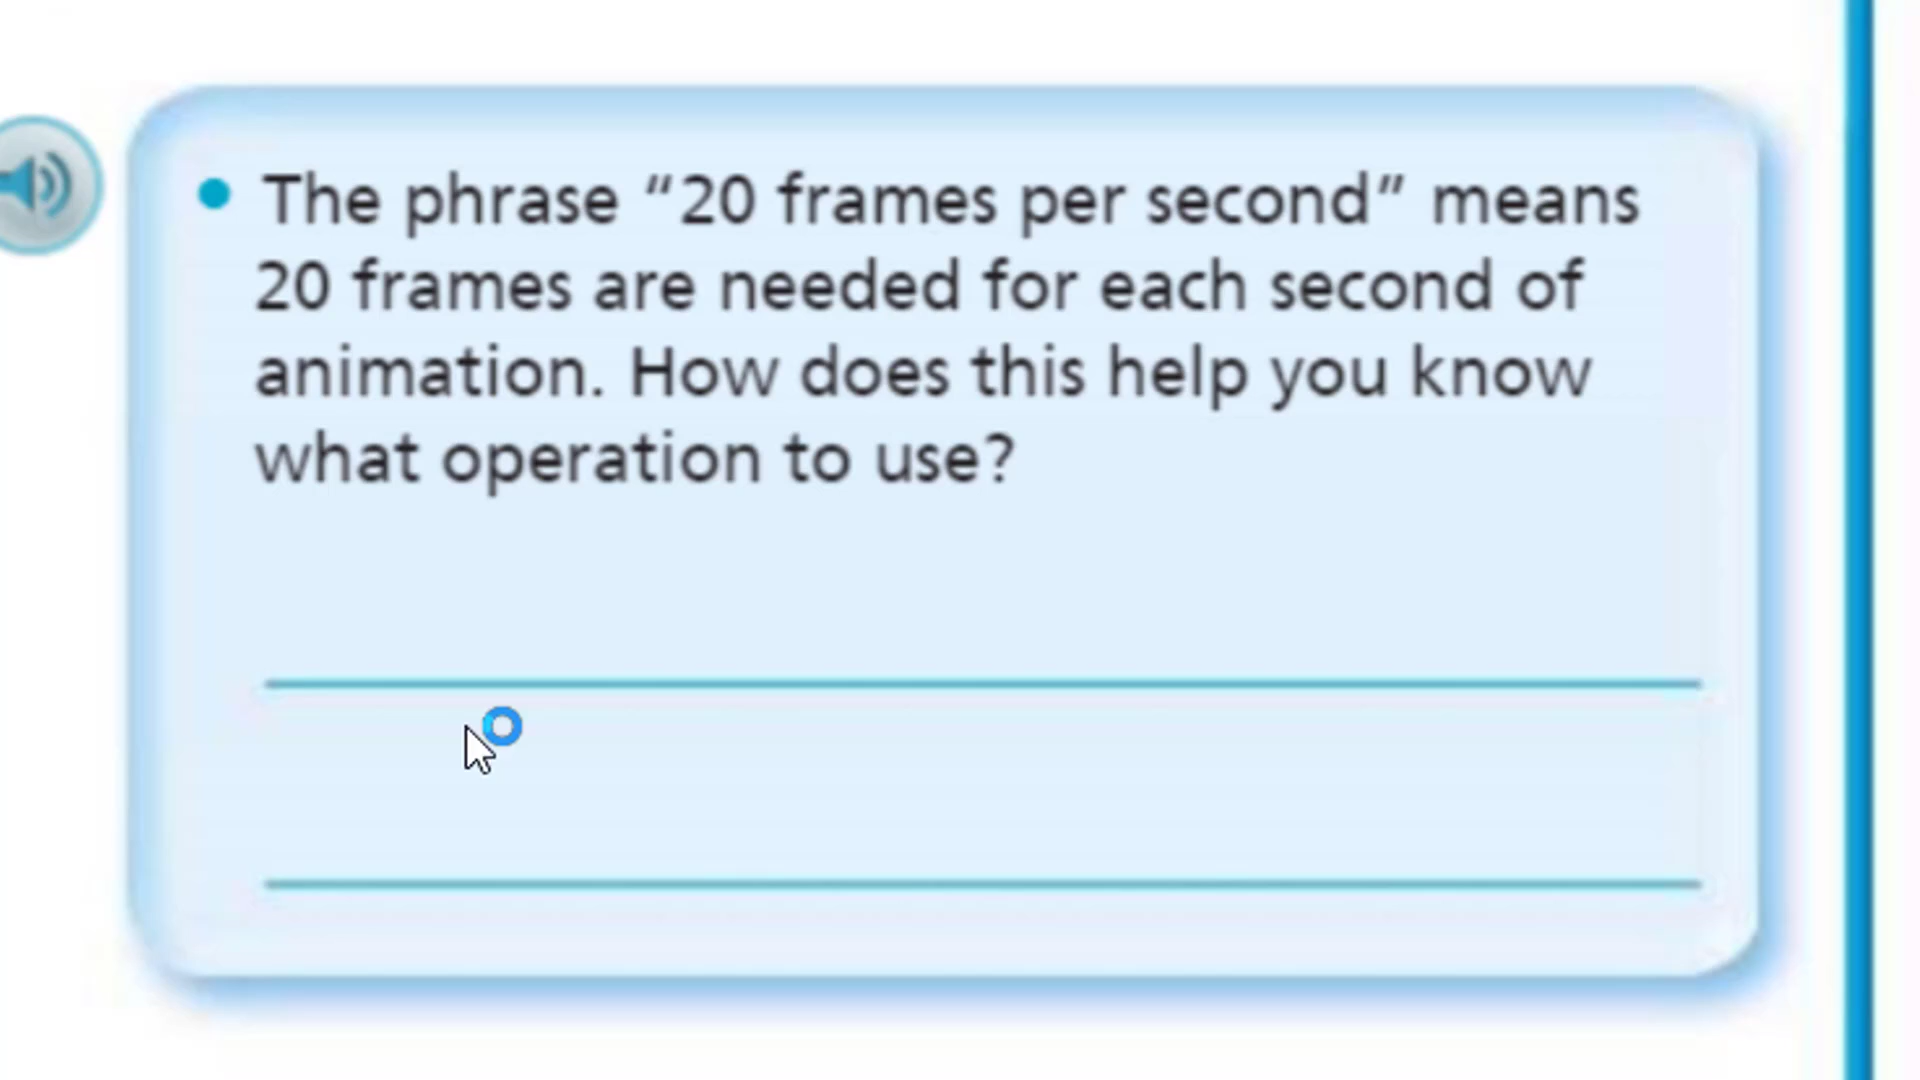 • The phrase “20 frames per second” means
20 frames are needed for each second of
animation. How does this help you know
what operation to use?